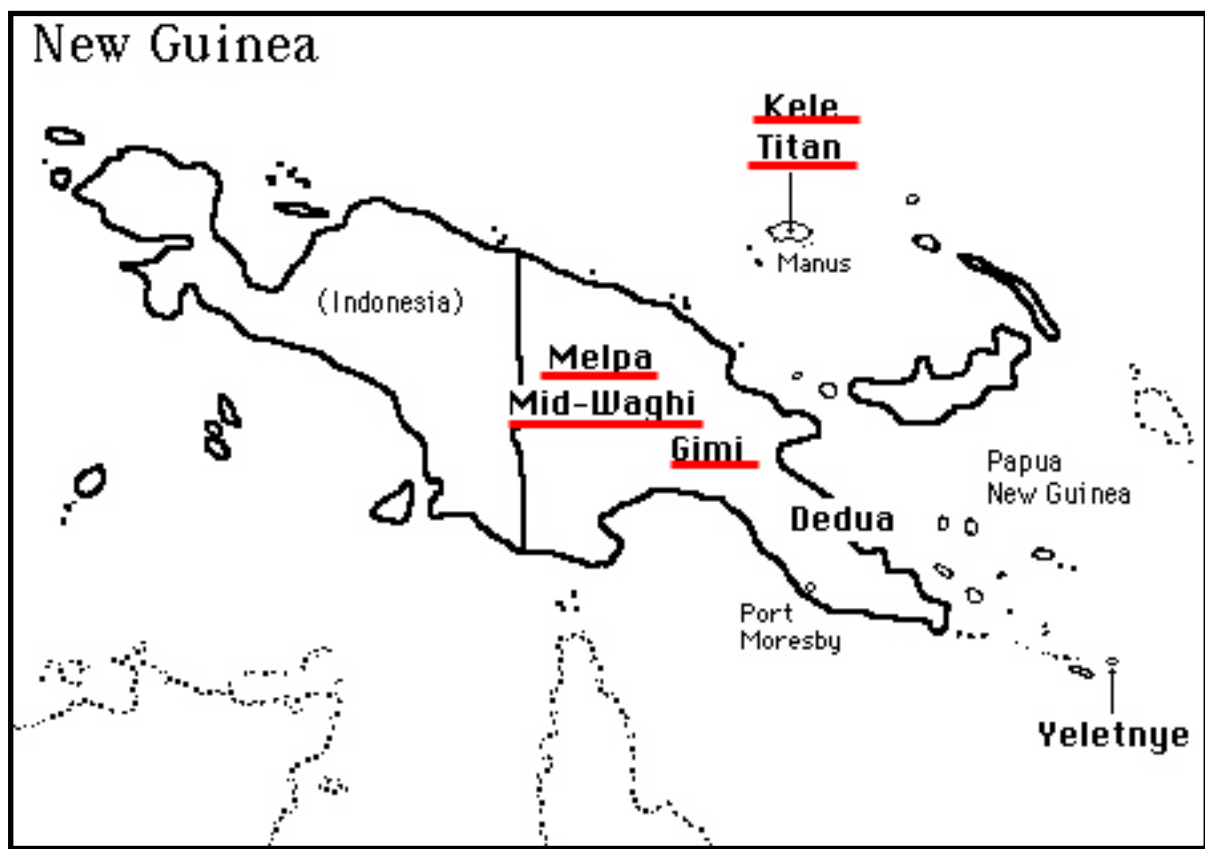 New Guinea
Kele
Titan
Manus
(Indonesia)
Melpa
Mid-Waghi
Gimi
Papua
New Guinea
Dedua
Port
Moresby
Yeletnye